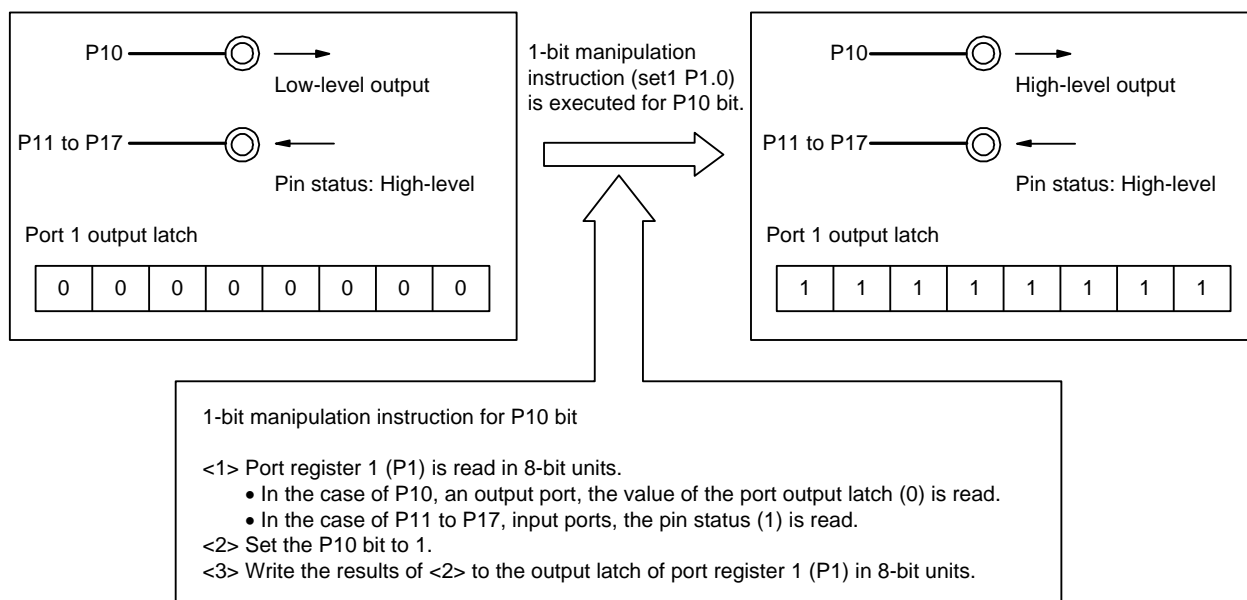 P10
Low-level output
P11 to P17
Pin status: High-level
Port 1 output latch
0 0 0 0 0 0 0 0
1-bit manipulation
instruction (set1 P1.0)
is executed for P10 bit.
P10
High-level output
P11 to P17
Pin status: High-level
Port 1 output latch
1 1 1 1 1 1 1 1
1-bit manipulation instruction for P10 bit
<1> Port register 1 (P1) is read in 8-bit units.
• In the case of P10, an output port, the value of the port output latch (0) is read.
• In the case of P11 to P17, input ports, the pin status (1) is read.
<2> Set the P10 bit to 1.
<3> Write the results of <2> to the output latch of port register 1 (P1) in 8-bit units.